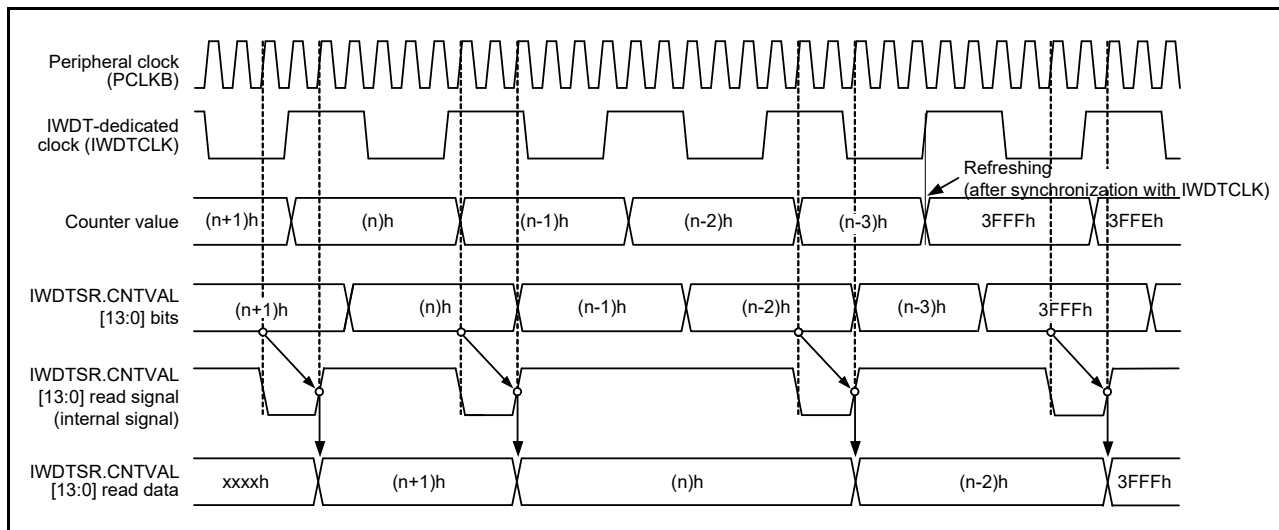 Peripheral clock
(PCLKB)
IWDT-dedicated
clock (IWDTCLK)
Refreshing
(after synchronization with IWDTCLK)
Counter value
(n+1)h
(n)h
(n-1)h
(n-2)h
(n-3)h
3FFFh
3FFEh
IWDTSR.CNTVAL
[13:0] bits
(n+1)h
(n)h
(n-1)h
(n-2)h
(n-3)h
3FFFh
IWDTSR.CNTVAL
[13:0] read signal
(internal signal)
IWDTSR.CNTVAL
[13:0] read data
xxxxh
(n+1)h
(n)h
(n-2)h
3FFFh